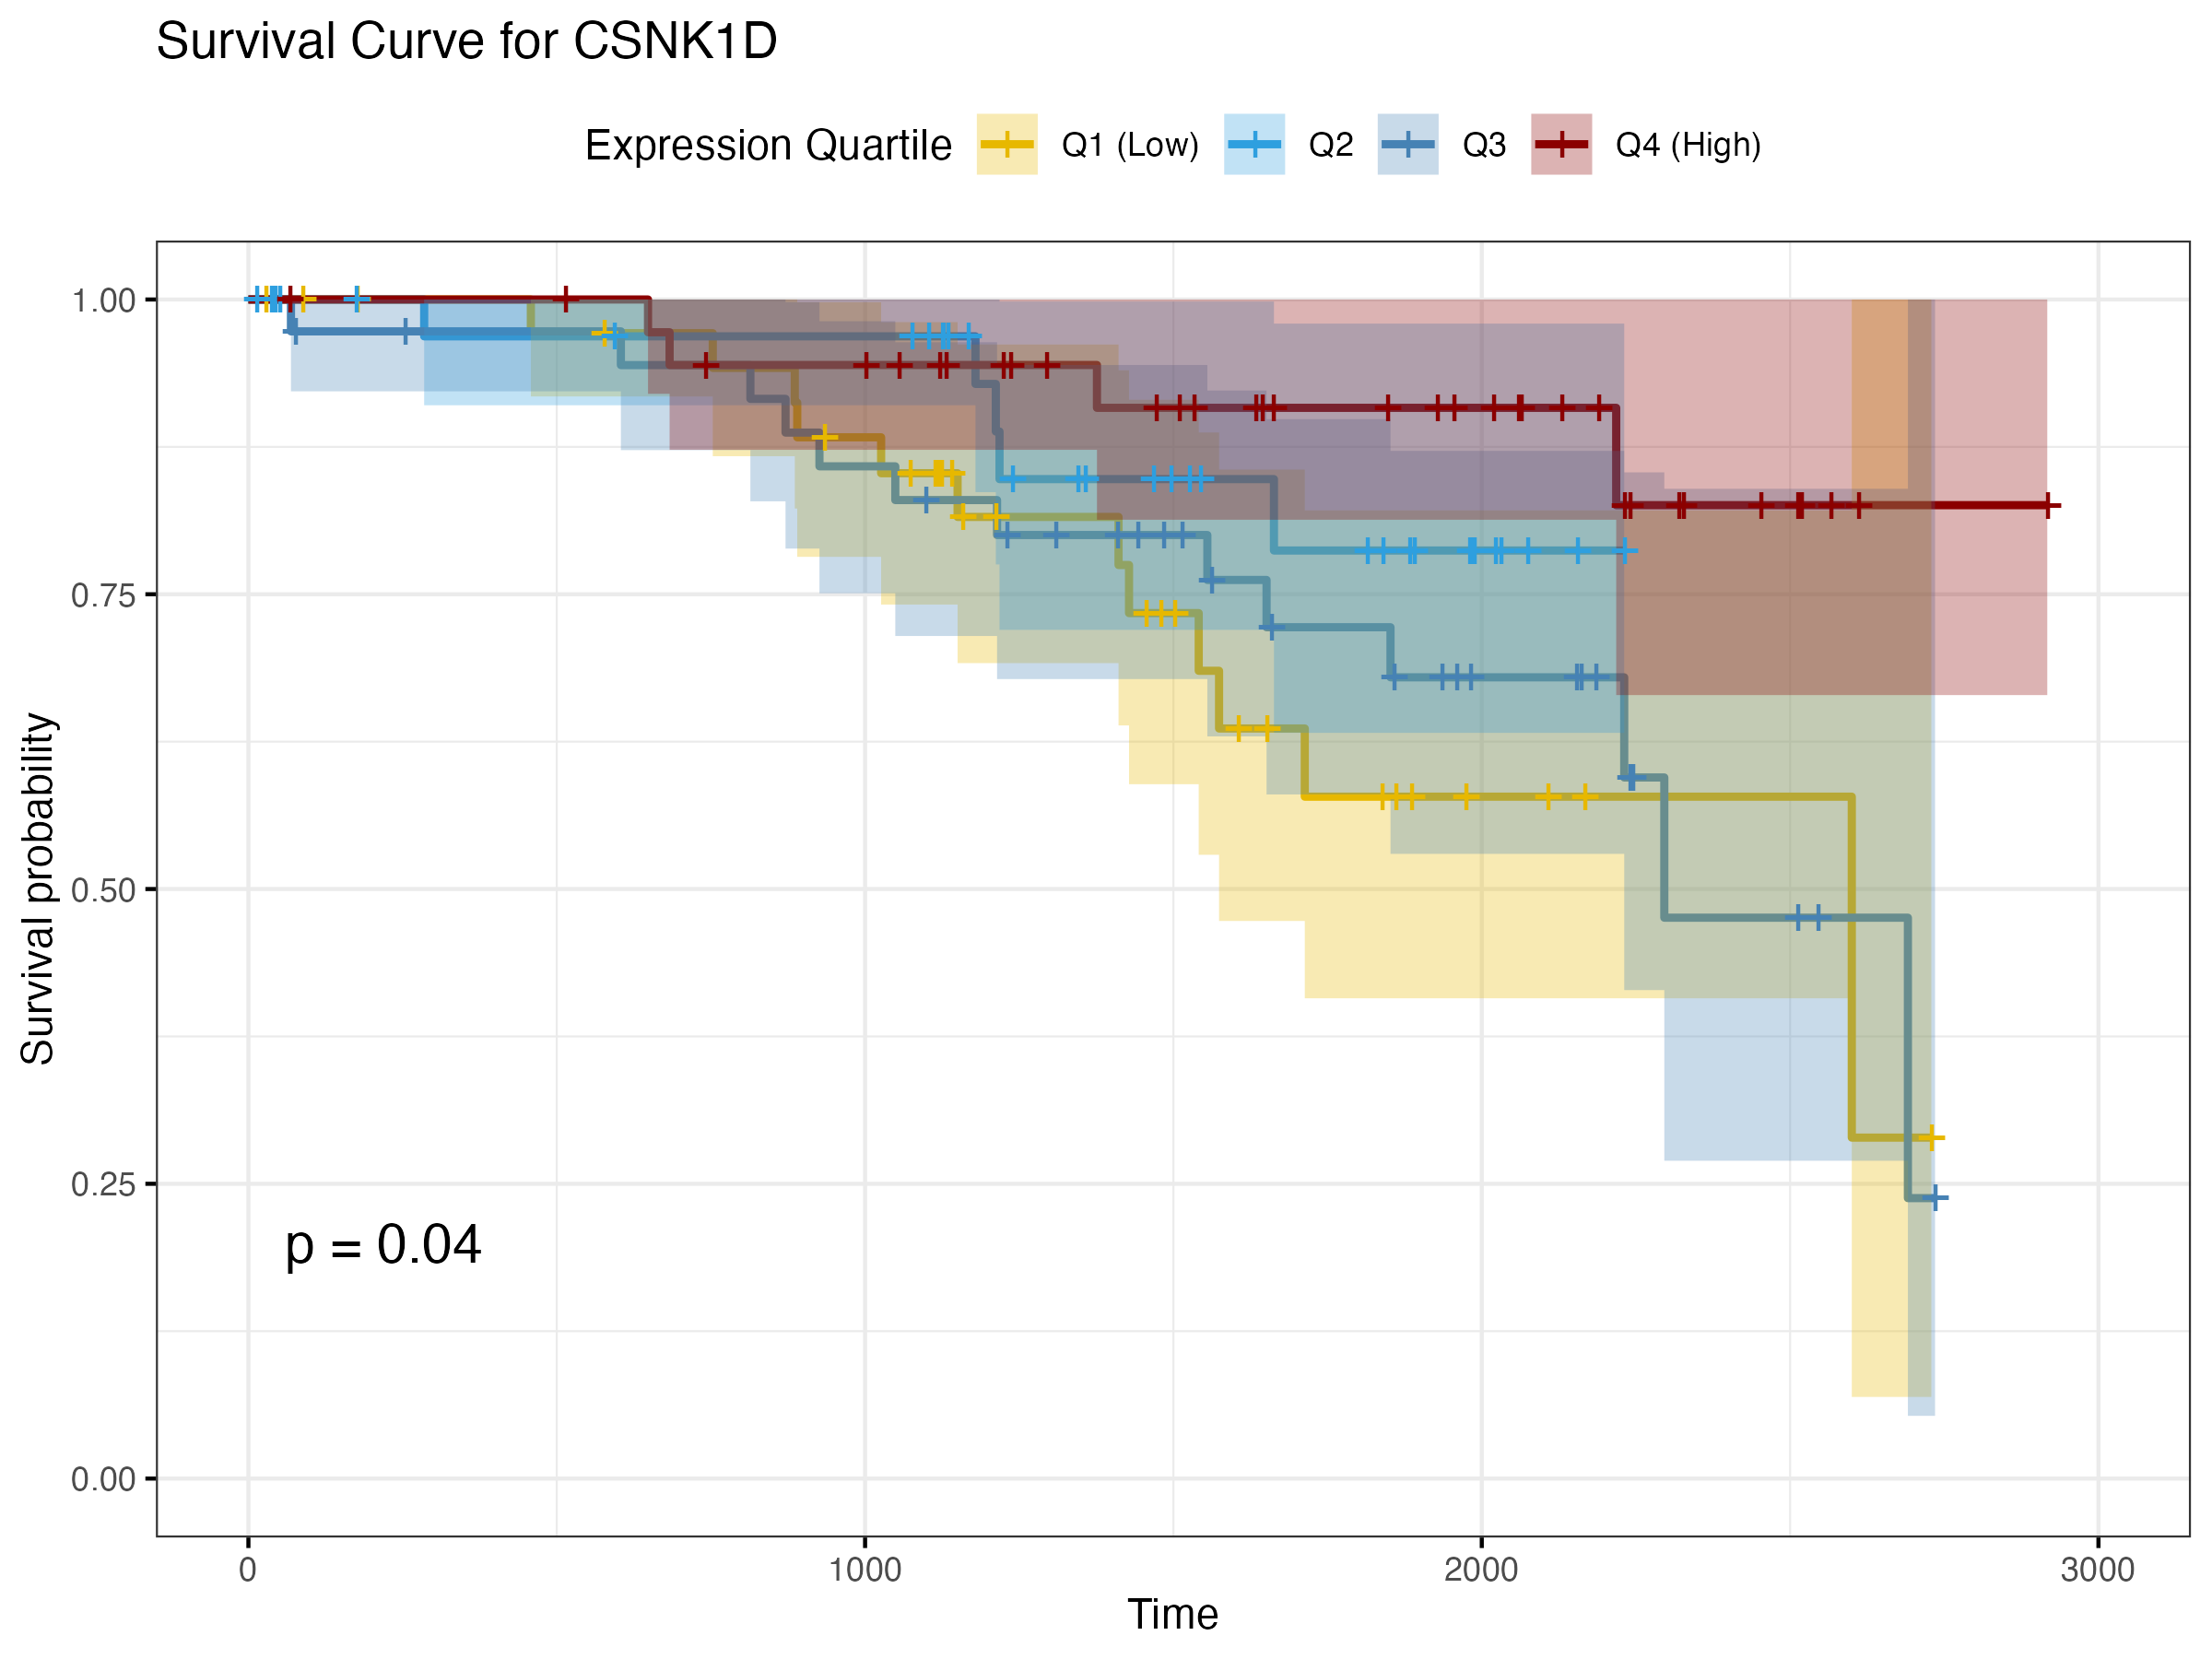 Survival Curve for CSNK1D
Expression Quartile Q1 (Low) Q2 Q3 Q4 (High)
1.00
0.75
0.50
0.25
0.00
Survival probability
p = 0.04
0 1000 2000 3000
Time